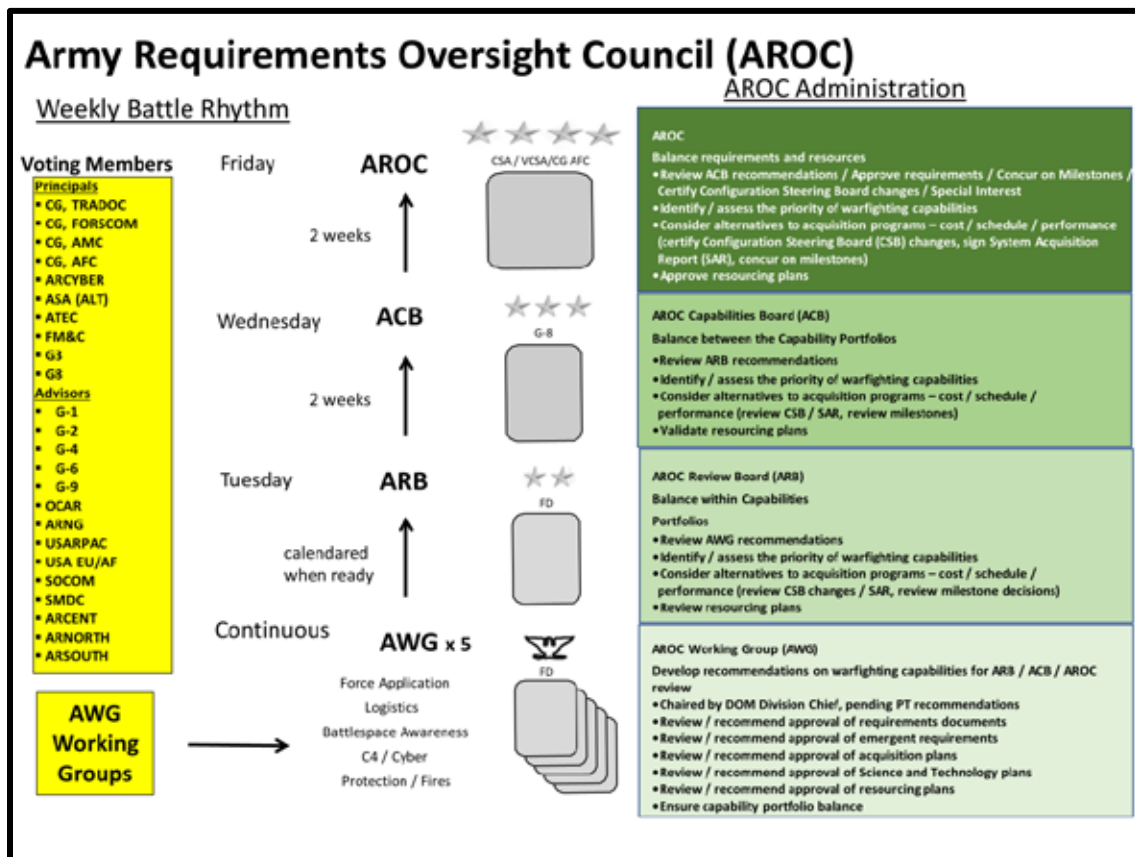 Army Requirements Oversight Council (AROC)
Weekly Battle Rhythm
Voting Members
Principals
▪ CG, TRADOC
▪ CG, FORSCOM
▪ CG, AMC
▪ CG, AFC
▪ ARCYBER
▪ ASA (ALT)
▪ ATEC
▪ FM&C
▪ G3
▪ G8
Advisors
▪ G-1
▪ G-2
▪ G-4
▪ G-6
▪ G-9
▪ OCAR
▪ ARNG
▪ USARPAC
▪ USA EU/AF
▪ SOCOM
▪ SMDC
▪ ARCENT
▪ ARNORTH
▪ ARSOUTH
AWG
Working
Groups
Friday
AROC
CSA / VCSA/CG AFC
2 weeks
Wednesday
ACB
G-8
2 weeks
Tuesday
ARB
FD
calendared
when ready
Continuous
AWG x 5
FD
Force Application
Logistics
Battlespace Awareness
C4 / Cyber
Protection / Fires
AROC Administration
AROC
Balance requirements and resources
•Review ACB recommendations / Approve requirements / Concur on Milestones /
Certify Configuration Steering Board changes / Special Interest
•Identify / assess the priority of warfighting capabilities
•Consider alternatives to acquisition programs – cost / schedule / performance
(certify Configuration Steering Board (CSB) changes, sign System Acquisition
Report (SAR), concur on milestones)
•Approve resourcing plans
AROC Capabilities Board (ACB)
Balance between the Capability Portfolios
•Review ARB recommendations
•Identify / assess the priority of warfighting capabilities
•Consider alternatives to acquisition programs – cost / schedule /
performance (review CSB / SAR, review milestones)
•Validate resourcing plans
AROC Review Board (ARB)
Balance within Capabilities
Portfolios
•Review AWG recommendations
•Identify / assess the priority of warfighting capabilities
•Consider alternatives to acquisition programs – cost / schedule /
performance (review CSB changes / SAR, review milestone decisions)
•Review resourcing plans
AROC Working Group (AWG)
Develop recommendations on warfighting capabilities for ARB / ACB / AROC
review
•Chaired by DOM Division Chief, pending PT recommendations
•Review / recommend approval of requirements documents
•Review / recommend approval of emergent requirements
•Review / recommend approval of acquisition plans
•Review / recommend approval of Science and Technology plans
•Review / recommend approval of resourcing plans
•Ensure capability portfolio balance